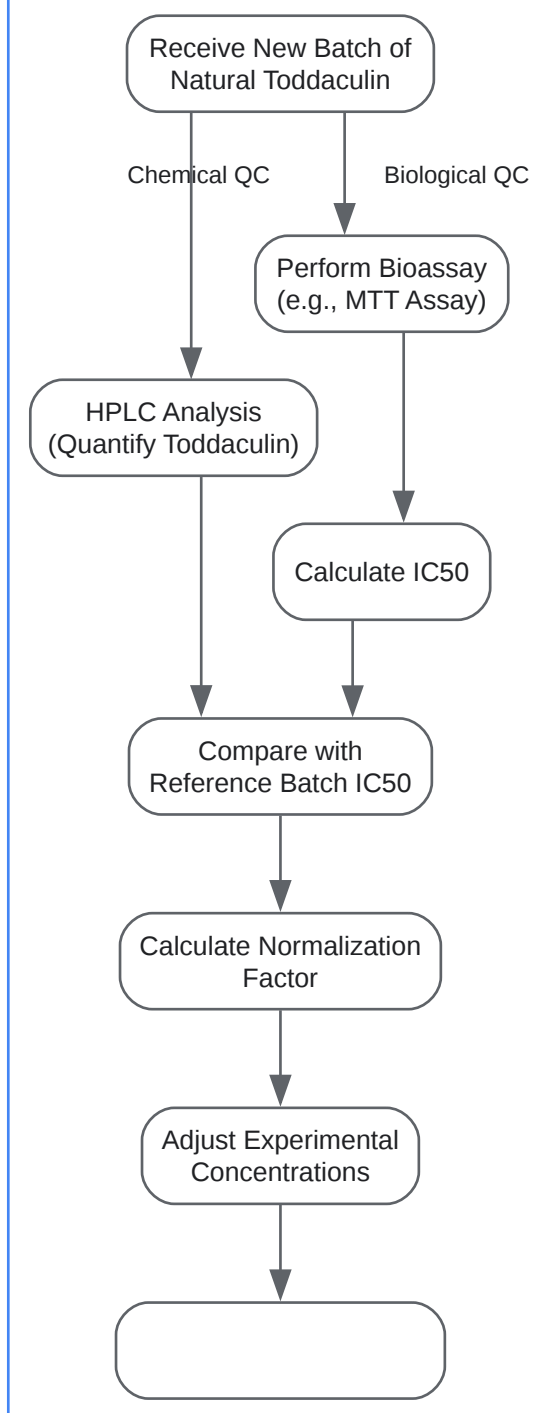 Receive New Batch of
Natural Toddaculin
Chemical QC
Biological QC
Perform Bioassay
(e.g., MTT Assay)
HPLC Analysis
(Quantify Toddaculin)
Calculate IC50
Compare with
Reference Batch IC50
Calculate Normalization
Factor
Adjust Experimental
Concentrations